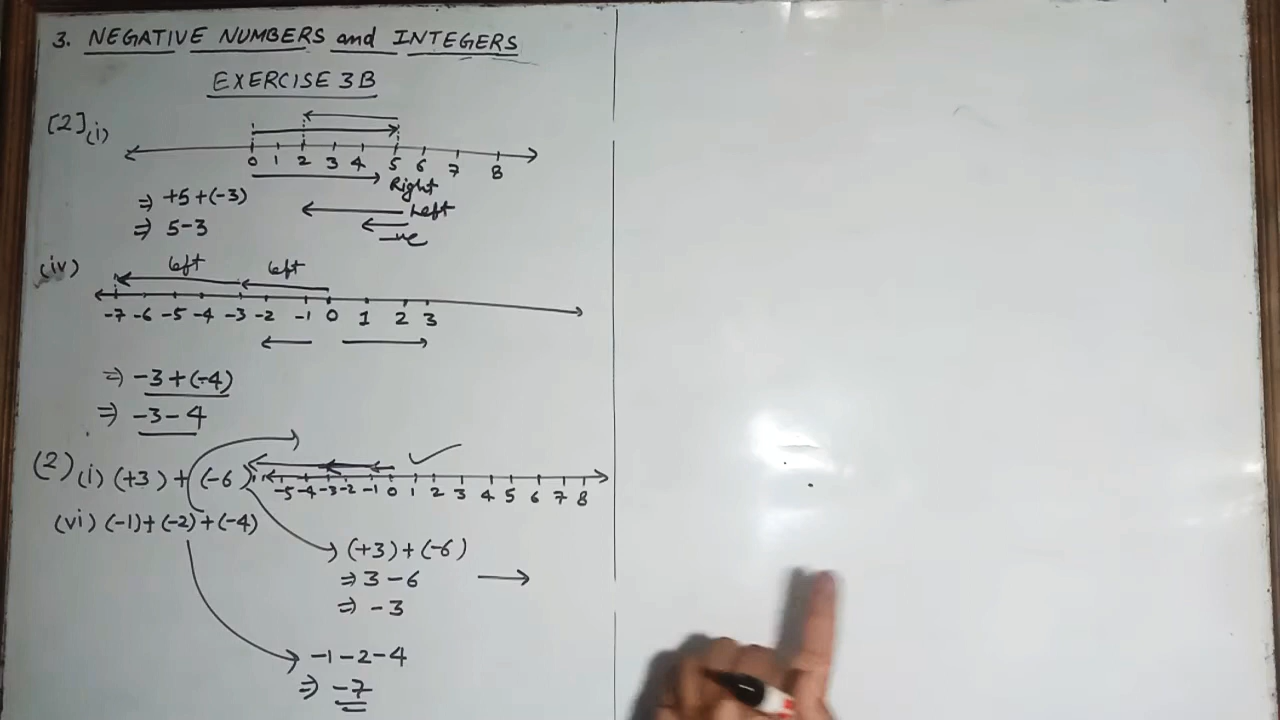 3. NEGATIVE NUMBERS and INTEGERS
EXERCISE 3B
[2](i)
0 1 2 3 4 5 6 7 8
Right
⇒ +5+(-3)
Left
⇒ 5-3
-ve
(iv)
left left
-7 -6 -5 -4 -3 -2 -1 0 1 2 3
⇒ -3+(-4)
⇒ -3-4
(2)(i) (+3) + (-6)
-5 -4 -3 -2 -1 0 1 2 3 4 5 6 7 8
(vi) (-1)+(-2)+(-4)
(+3)+(-6)
⇒ 3-6
⇒ -3
-1-2-4
⇒ -7